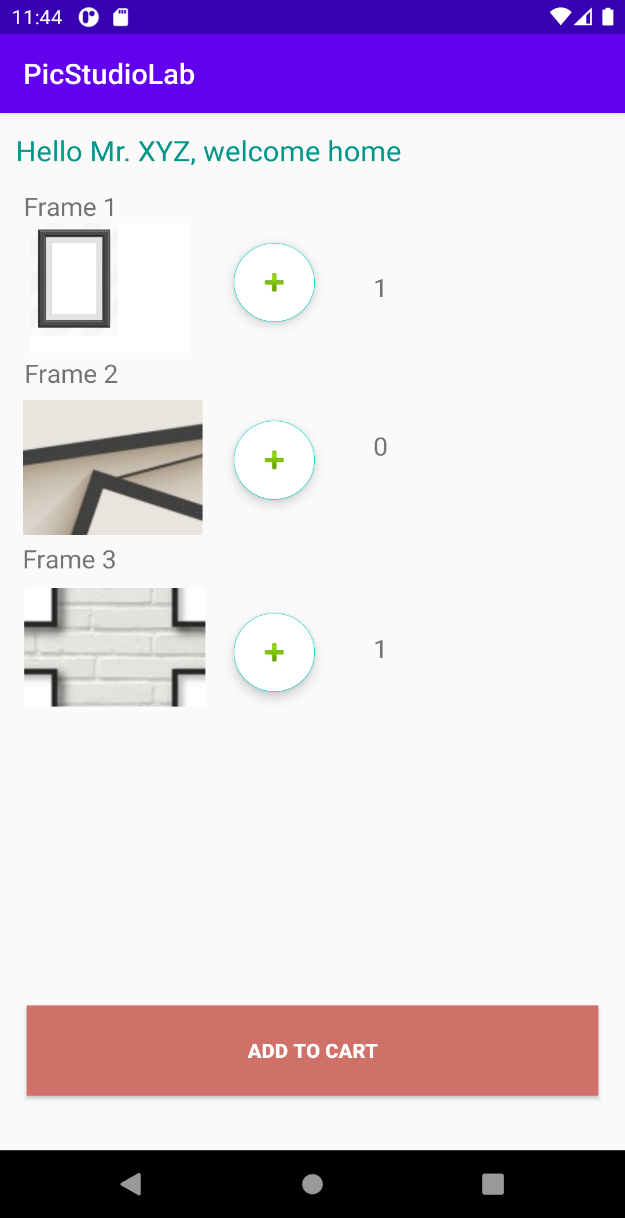 11:44
PicStudioLab
Hello Mr. XYZ, welcome home
Frame 1
1
Frame 2
0
Frame 3
1
ADD TO CART